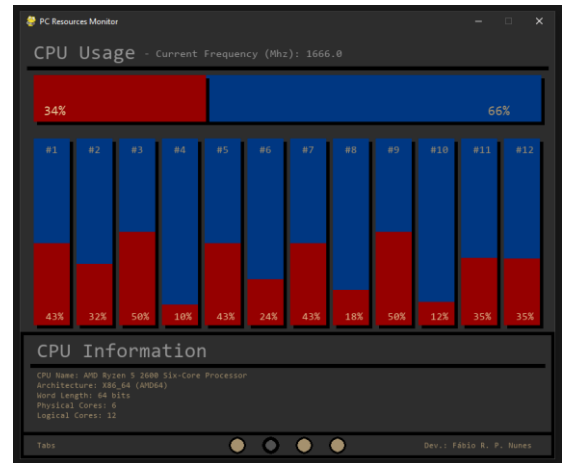 PC Resources Monitor
CPU Usage - Current Frequency (Mhz): 1666.0
34% 66%
#1 #2 #3 #4 #5 #6 #7 #8 #9 #10 #11 #12
43% 32% 50% 10% 43% 24% 43% 18% 50% 12% 35% 35%
CPU Information
CPU Name: AMD Ryzen 5 2600 Six-Core Processor
Architecture: X86_64 (AMD64)
Word Length: 64 bits
Physical Cores: 6
Logical Cores: 12
Tabs Dev.: Fábio R. P. Nunes